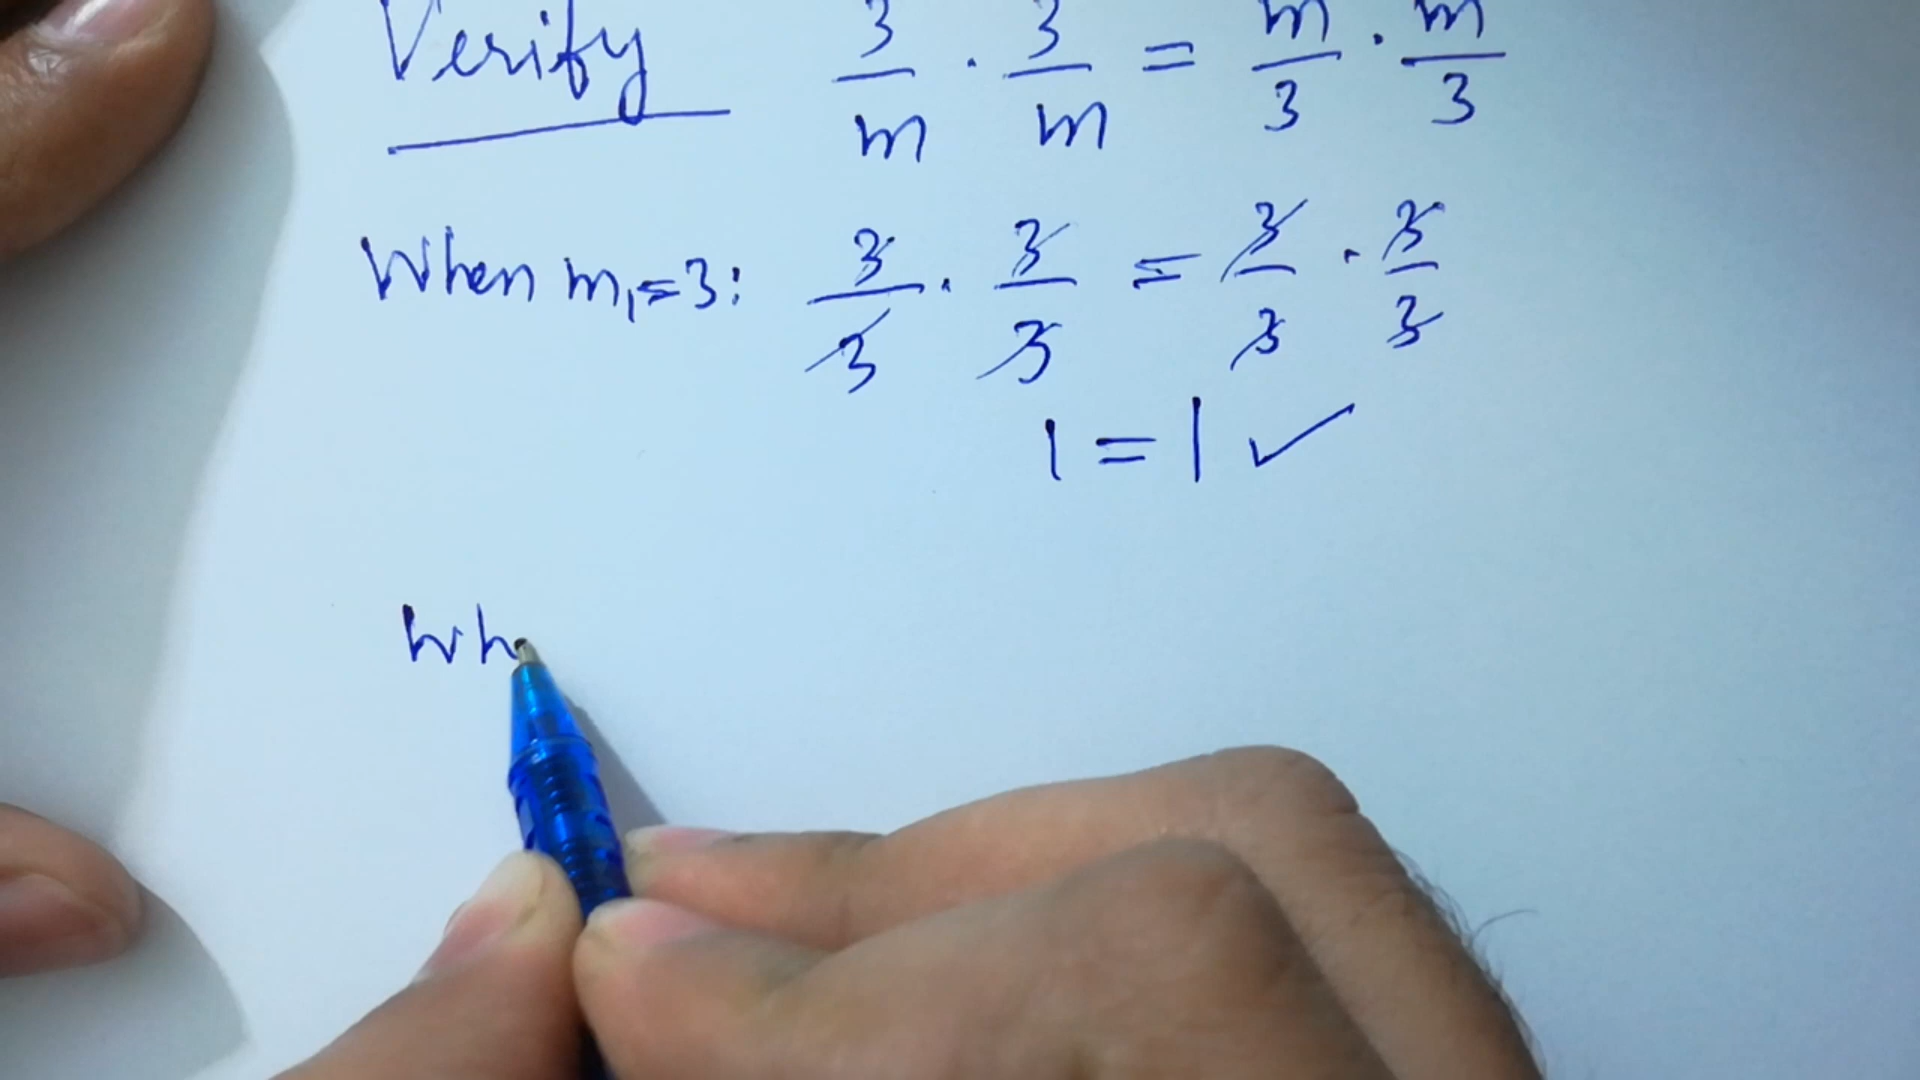 Verify 3/m · 3/m = m/3 · m/3
When m₁=3: 3/3 · 3/3 = 3/3 · 3/3
1 = 1 ✓
Wh